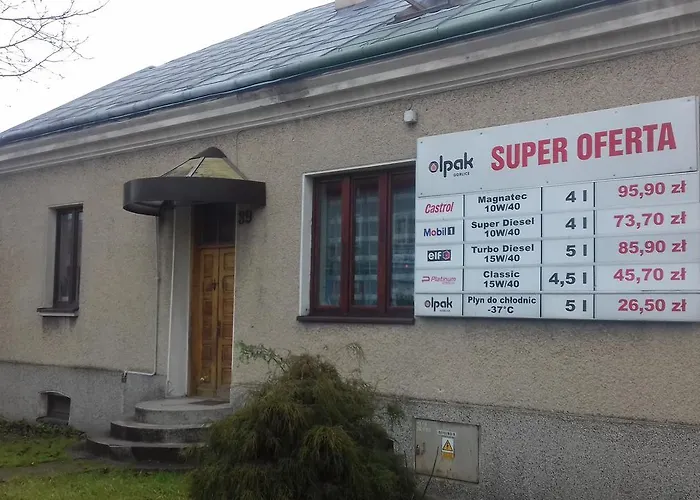 olpak SUPER OFERTA
GORLICE
Castrol Magnatec 10W/40 4 l 95,90 zł
Mobil 1 Super Diesel 10W/40 4 l 73,70 zł
elf Turbo Diesel 15W/40 5 l 85,90 zł
Platinum Classic 15W/40 4,5 l 45,70 zł
olpak Płyn do chłodnic -37°C 5 l 26,50 zł
39